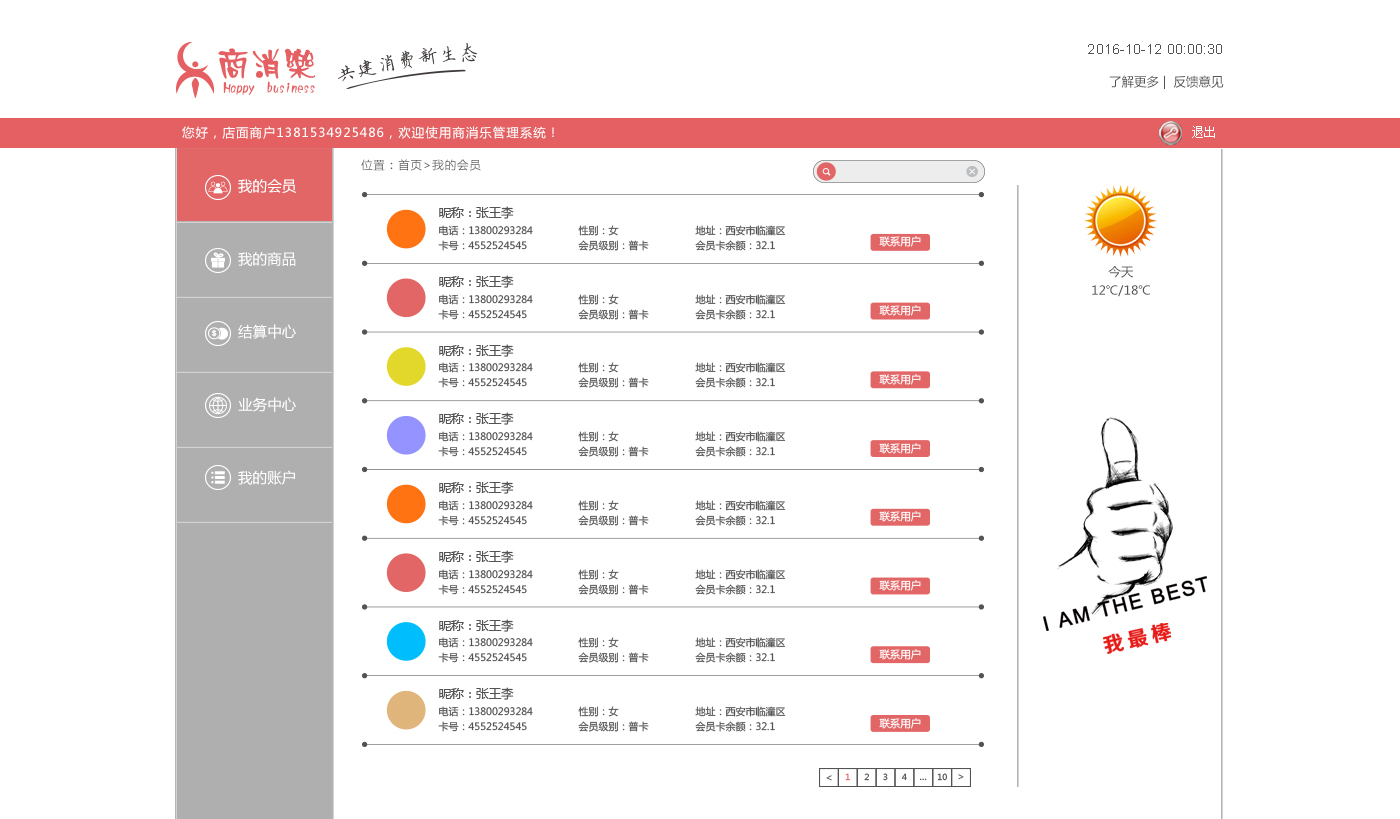 商消樂
Happy business
共建消费新生态
2016-10-12 00:00:30
了解更多 | 反馈意见
您好，店面商户1381534925486，欢迎使用商消乐管理系统！
退出
我的会员
我的商品
结算中心
业务中心
我的账户
位置：首页>我的会员
昵称：张王李
电话：13800293284 性别：女 地址：西安市临潼区
卡号：4552524545 会员级别：普卡 会员卡余额：32.1
联系用户
昵称：张王李
电话：13800293284 性别：女 地址：西安市临潼区
卡号：4552524545 会员级别：普卡 会员卡余额：32.1
联系用户
昵称：张王李
电话：13800293284 性别：女 地址：西安市临潼区
卡号：4552524545 会员级别：普卡 会员卡余额：32.1
联系用户
昵称：张王李
电话：13800293284 性别：女 地址：西安市临潼区
卡号：4552524545 会员级别：普卡 会员卡余额：32.1
联系用户
昵称：张王李
电话：13800293284 性别：女 地址：西安市临潼区
卡号：4552524545 会员级别：普卡 会员卡余额：32.1
联系用户
昵称：张王李
电话：13800293284 性别：女 地址：西安市临潼区
卡号：4552524545 会员级别：普卡 会员卡余额：32.1
联系用户
昵称：张王李
电话：13800293284 性别：女 地址：西安市临潼区
卡号：4552524545 会员级别：普卡 会员卡余额：32.1
联系用户
昵称：张王李
电话：13800293284 性别：女 地址：西安市临潼区
卡号：4552524545 会员级别：普卡 会员卡余额：32.1
联系用户
< 1 2 3 4 ... 10 >
今天
12℃/18℃
I AM THE BEST
我最棒